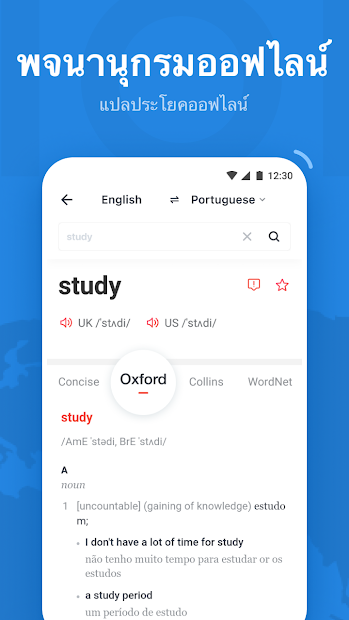 พจนานุกรมออฟไลน์
แปลประโยคออฟไลน์
12:30
English ⇌ Portuguese
study
study
UK /'stʌdi/ US /'stʌdi/
Concise Oxford Collins WordNet
study
/AmE ˈstədi, BrE ˈstʌdi/
A
noun
1 [uncountable] (gaining of knowledge) estudo
m;
• I don't have a lot of time for study
não tenho muito tempo para estudar or os
estudos
• a study period
um período de estudo